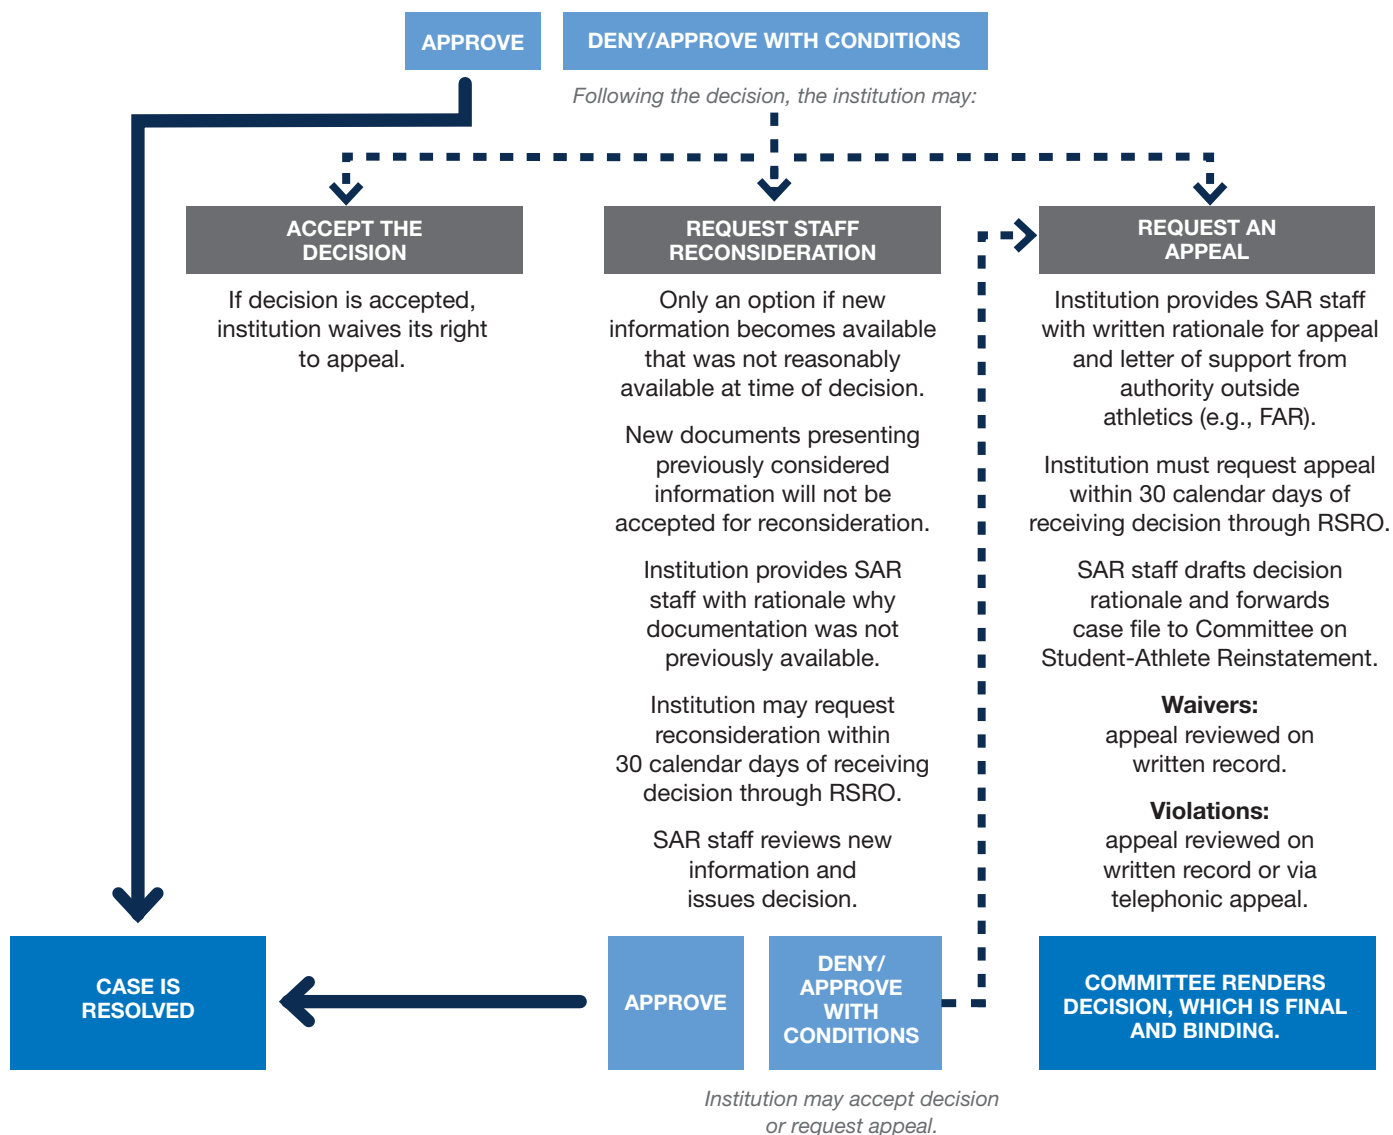 APPROVE
DENY/APPROVE WITH CONDITIONS
Following the decision, the institution may:
ACCEPT THE
DECISION
If decision is accepted,
institution waives its right
to appeal.
REQUEST STAFF
RECONSIDERATION
Only an option if new
information becomes available
that was not reasonably
available at time of decision.
New documents presenting
previously considered
information will not be
accepted for reconsideration.
Institution provides SAR
staff with rationale why
documentation was not
previously available.
Institution may request
reconsideration within
30 calendar days of receiving
decision through RSRO.
SAR staff reviews new
information and
issues decision.
REQUEST AN
APPEAL
Institution provides SAR staff
with written rationale for appeal
and letter of support from
authority outside
athletics (e.g., FAR).
Institution must request appeal
within 30 calendar days of
receiving decision through RSRO.
SAR staff drafts decision
rationale and forwards
case file to Committee on
Student-Athlete Reinstatement.
Waivers:
appeal reviewed on
written record.
Violations:
appeal reviewed on
written record or via
telephonic appeal.
CASE IS
RESOLVED
APPROVE
DENY/
APPROVE
WITH
CONDITIONS
COMMITTEE RENDERS
DECISION, WHICH IS FINAL
AND BINDING.
Institution may accept decision
or request appeal.